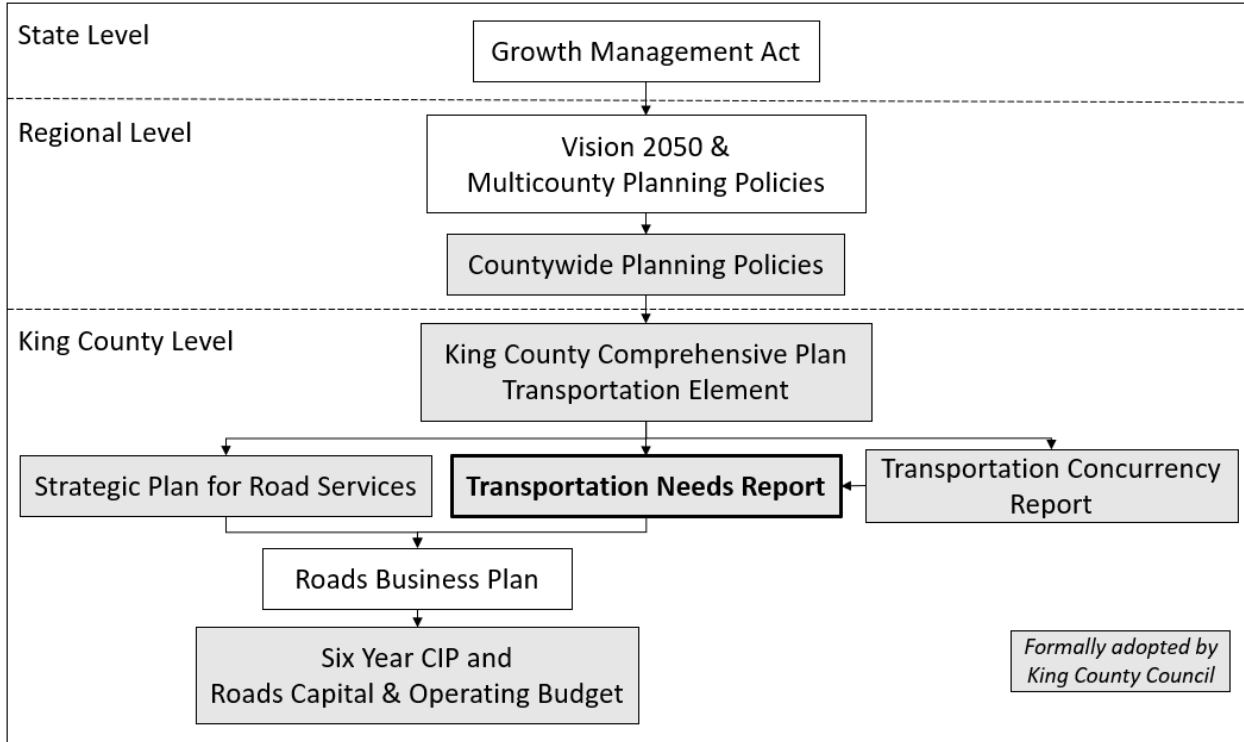 State Level
Growth Management Act
Regional Level
Vision 2050 &
Multicounty Planning Policies
Countywide Planning Policies
King County Level
King County Comprehensive Plan
Transportation Element
Strategic Plan for Road Services
Transportation Needs Report
Transportation Concurrency
Report
Roads Business Plan
Six Year CIP and
Roads Capital & Operating Budget
Formally adopted by
King County Council